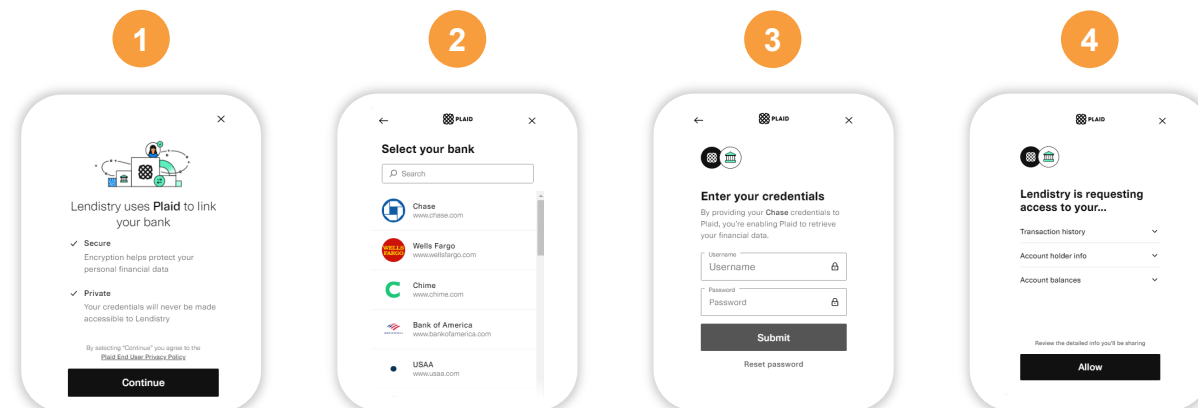 1
Lendistry uses Plaid to link
your bank
Secure
Encryption helps protect your
personal financial data
Private
Your credentials will never be made
accessible to Lendistry
By selecting "Continue" you agree to the
Plaid End User Privacy Policy
Continue
2
PLAID
Select your bank
Search
Chase
www.chase.com
WELLS
FARGO
Wells Fargo
www.wellsfargo.com
Chime
www.chime.com
Bank of America
www.bankofamerica.com
USAA
www.usaa.com
3
PLAID
Enter your credentials
By providing your Chase credentials to
Plaid, you're enabling Plaid to retrieve
your financial data.
Username
Username
Password
Password
Submit
Reset password
4
PLAID
Lendistry is requesting
access to your...
Transaction history
Account holder info
Account balances
Review the detailed info you'll be sharing
Allow